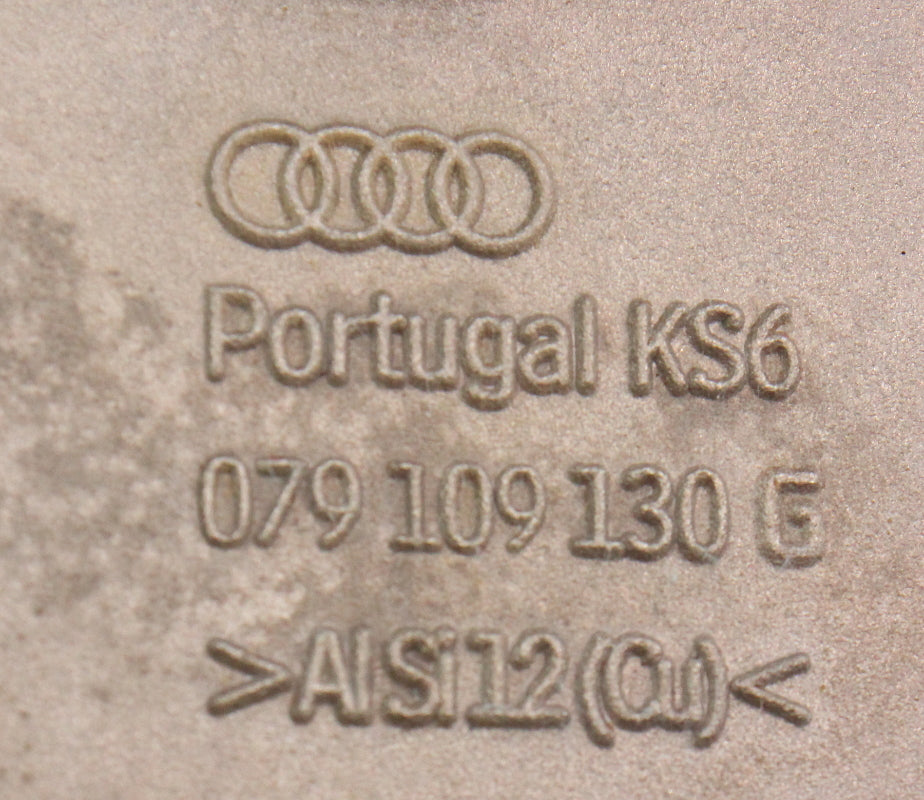 Portugal KS6
079 109 130 G
>AlSi12(Cu)<